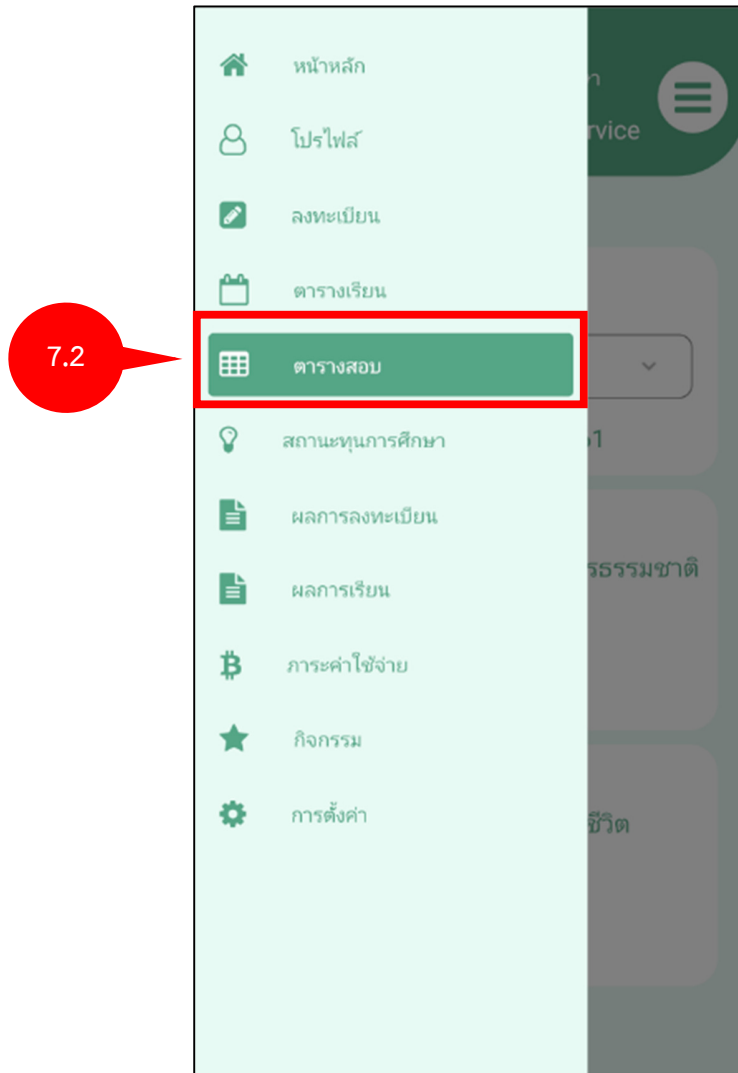 หน้าหลัก
โปรไฟล์
rvice
ลงทะเบียน
ตารางเรียน
7.2
ตารางสอบ
สถานะทุนการศึกษา
ผลการลงทะเบียน
รธรรมชาติ
ผลการเรียน
ภาระค่าใช้จ่าย
กิจกรรม
การตั้งค่า
ชีวิต